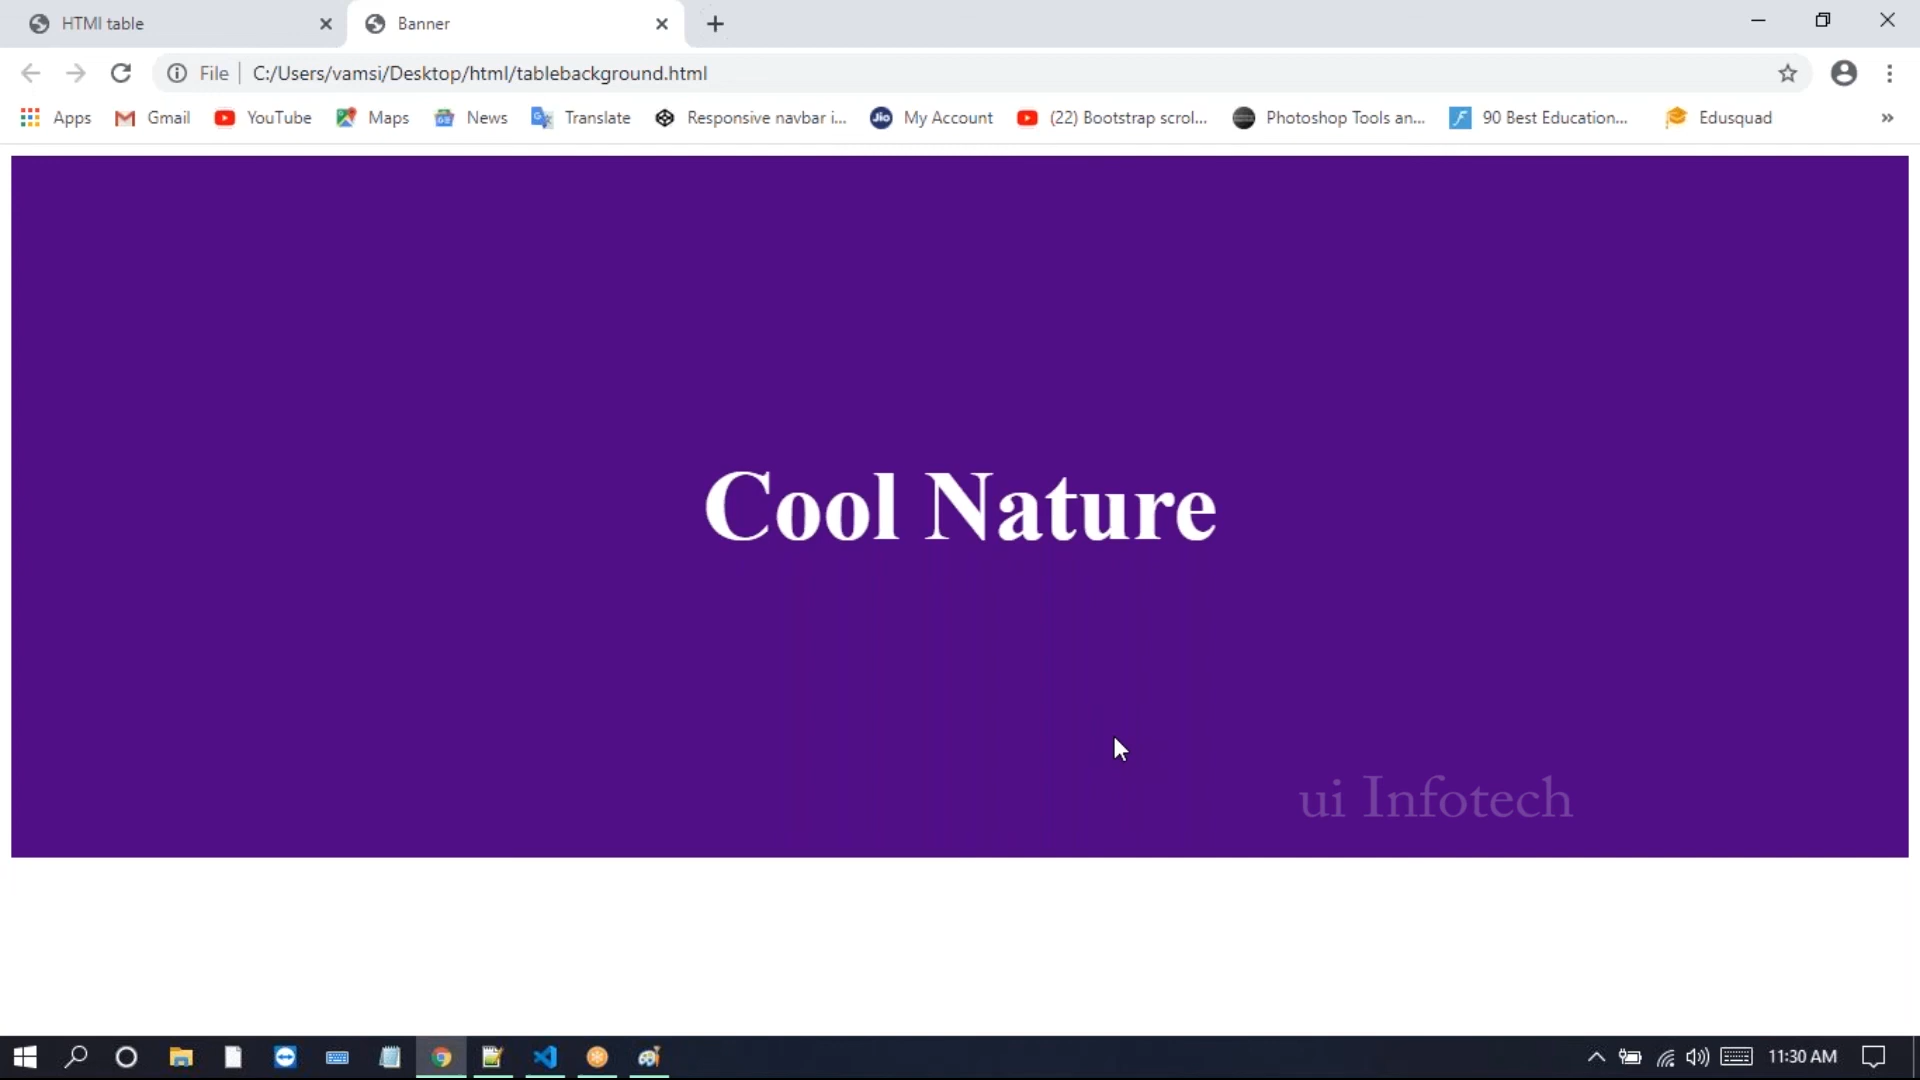 HTMl table
Banner
File
C:/Users/vamsi/Desktop/html/tablebackground.html
Apps
Gmail
YouTube
Maps
News
Translate
Responsive navbar i...
My Account
(22) Bootstrap scrol...
Photoshop Tools an...
90 Best Education...
Edusquad
»
Cool Nature
ui Infotech
11:30 AM